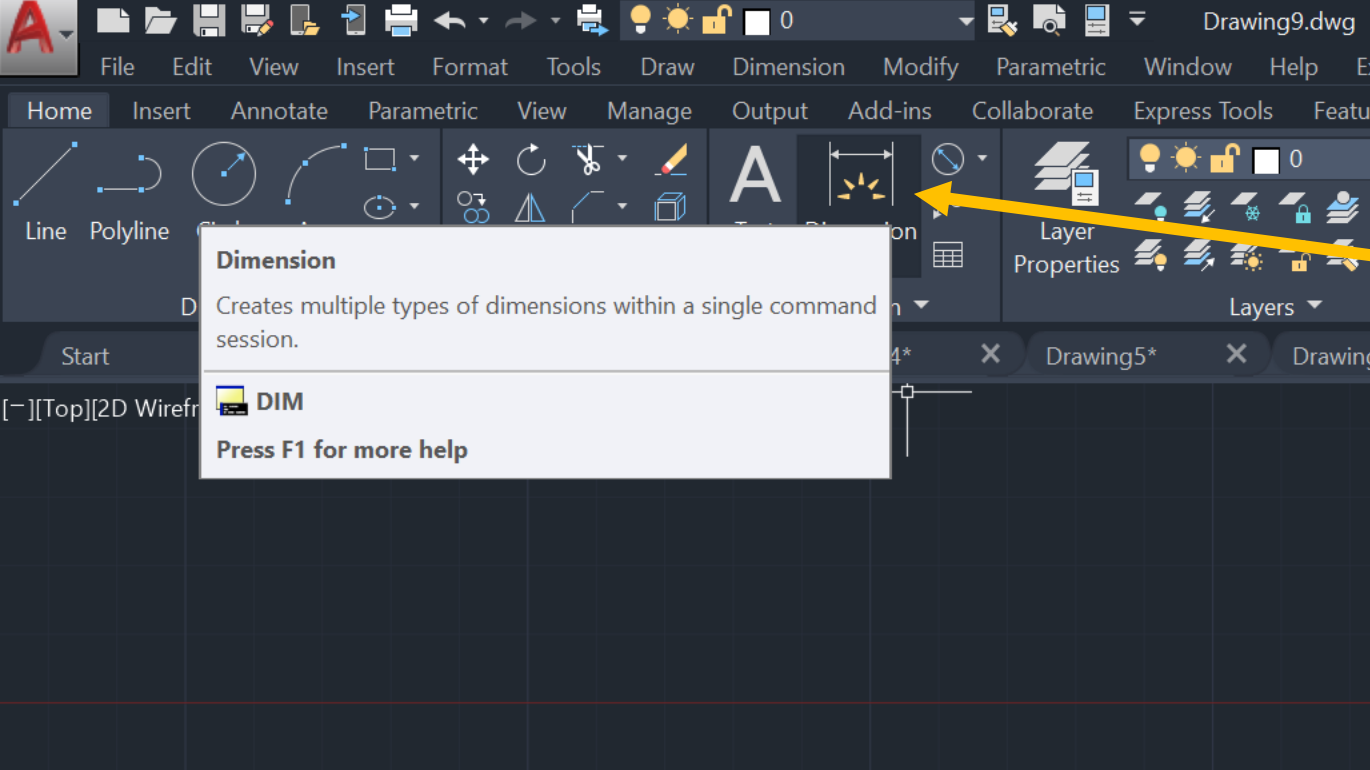 0 Drawing9.dwg
File Edit View Insert Format Tools Draw Dimension Modify Parametric Window Help
Home Insert Annotate Parametric View Manage Output Add-ins Collaborate Express Tools
0
Line Polyline
Layer
Properties
Layers
Dimension
Creates multiple types of dimensions within a single command
session.
DIM
Press F1 for more help
Start 4* Drawing5*
[−][Top][2D